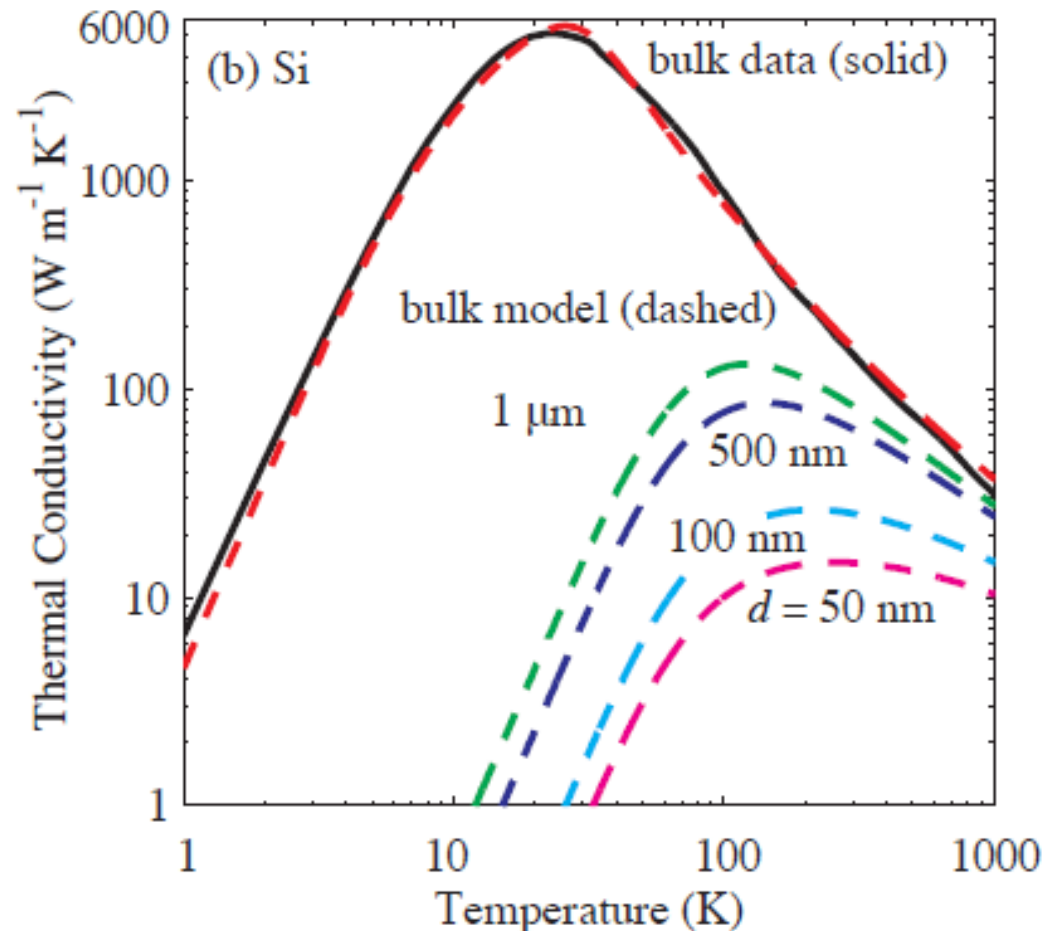 6000
(b) Si
bulk data (solid)
1000
bulk model (dashed)
100
1 μm
500 nm
100 nm
10
d = 50 nm
1
1
10
100
1000
Temperature (K)
Thermal Conductivity (W m⁻¹ K⁻¹)